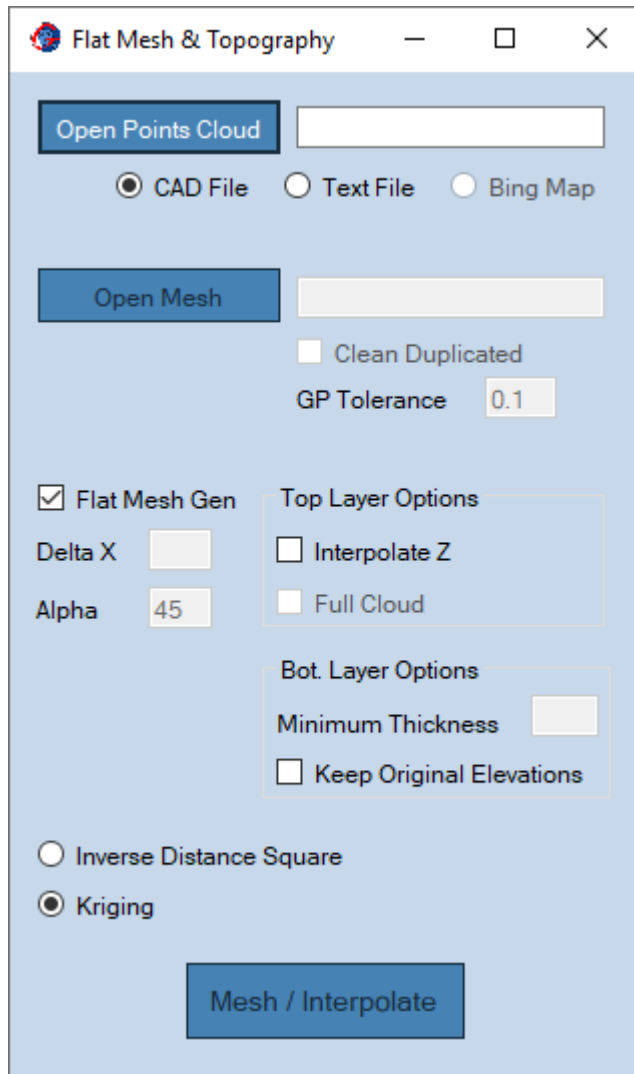 Flat Mesh & Topography
Open Points Cloud
CAD File Text File Bing Map
Open Mesh
Clean Duplicated
GP Tolerance 0.1
Flat Mesh Gen Top Layer Options
Delta X Interpolate Z
Alpha 45 Full Cloud
Bot. Layer Options
Minimum Thickness
Keep Original Elevations
Inverse Distance Square
Kriging
Mesh / Interpolate